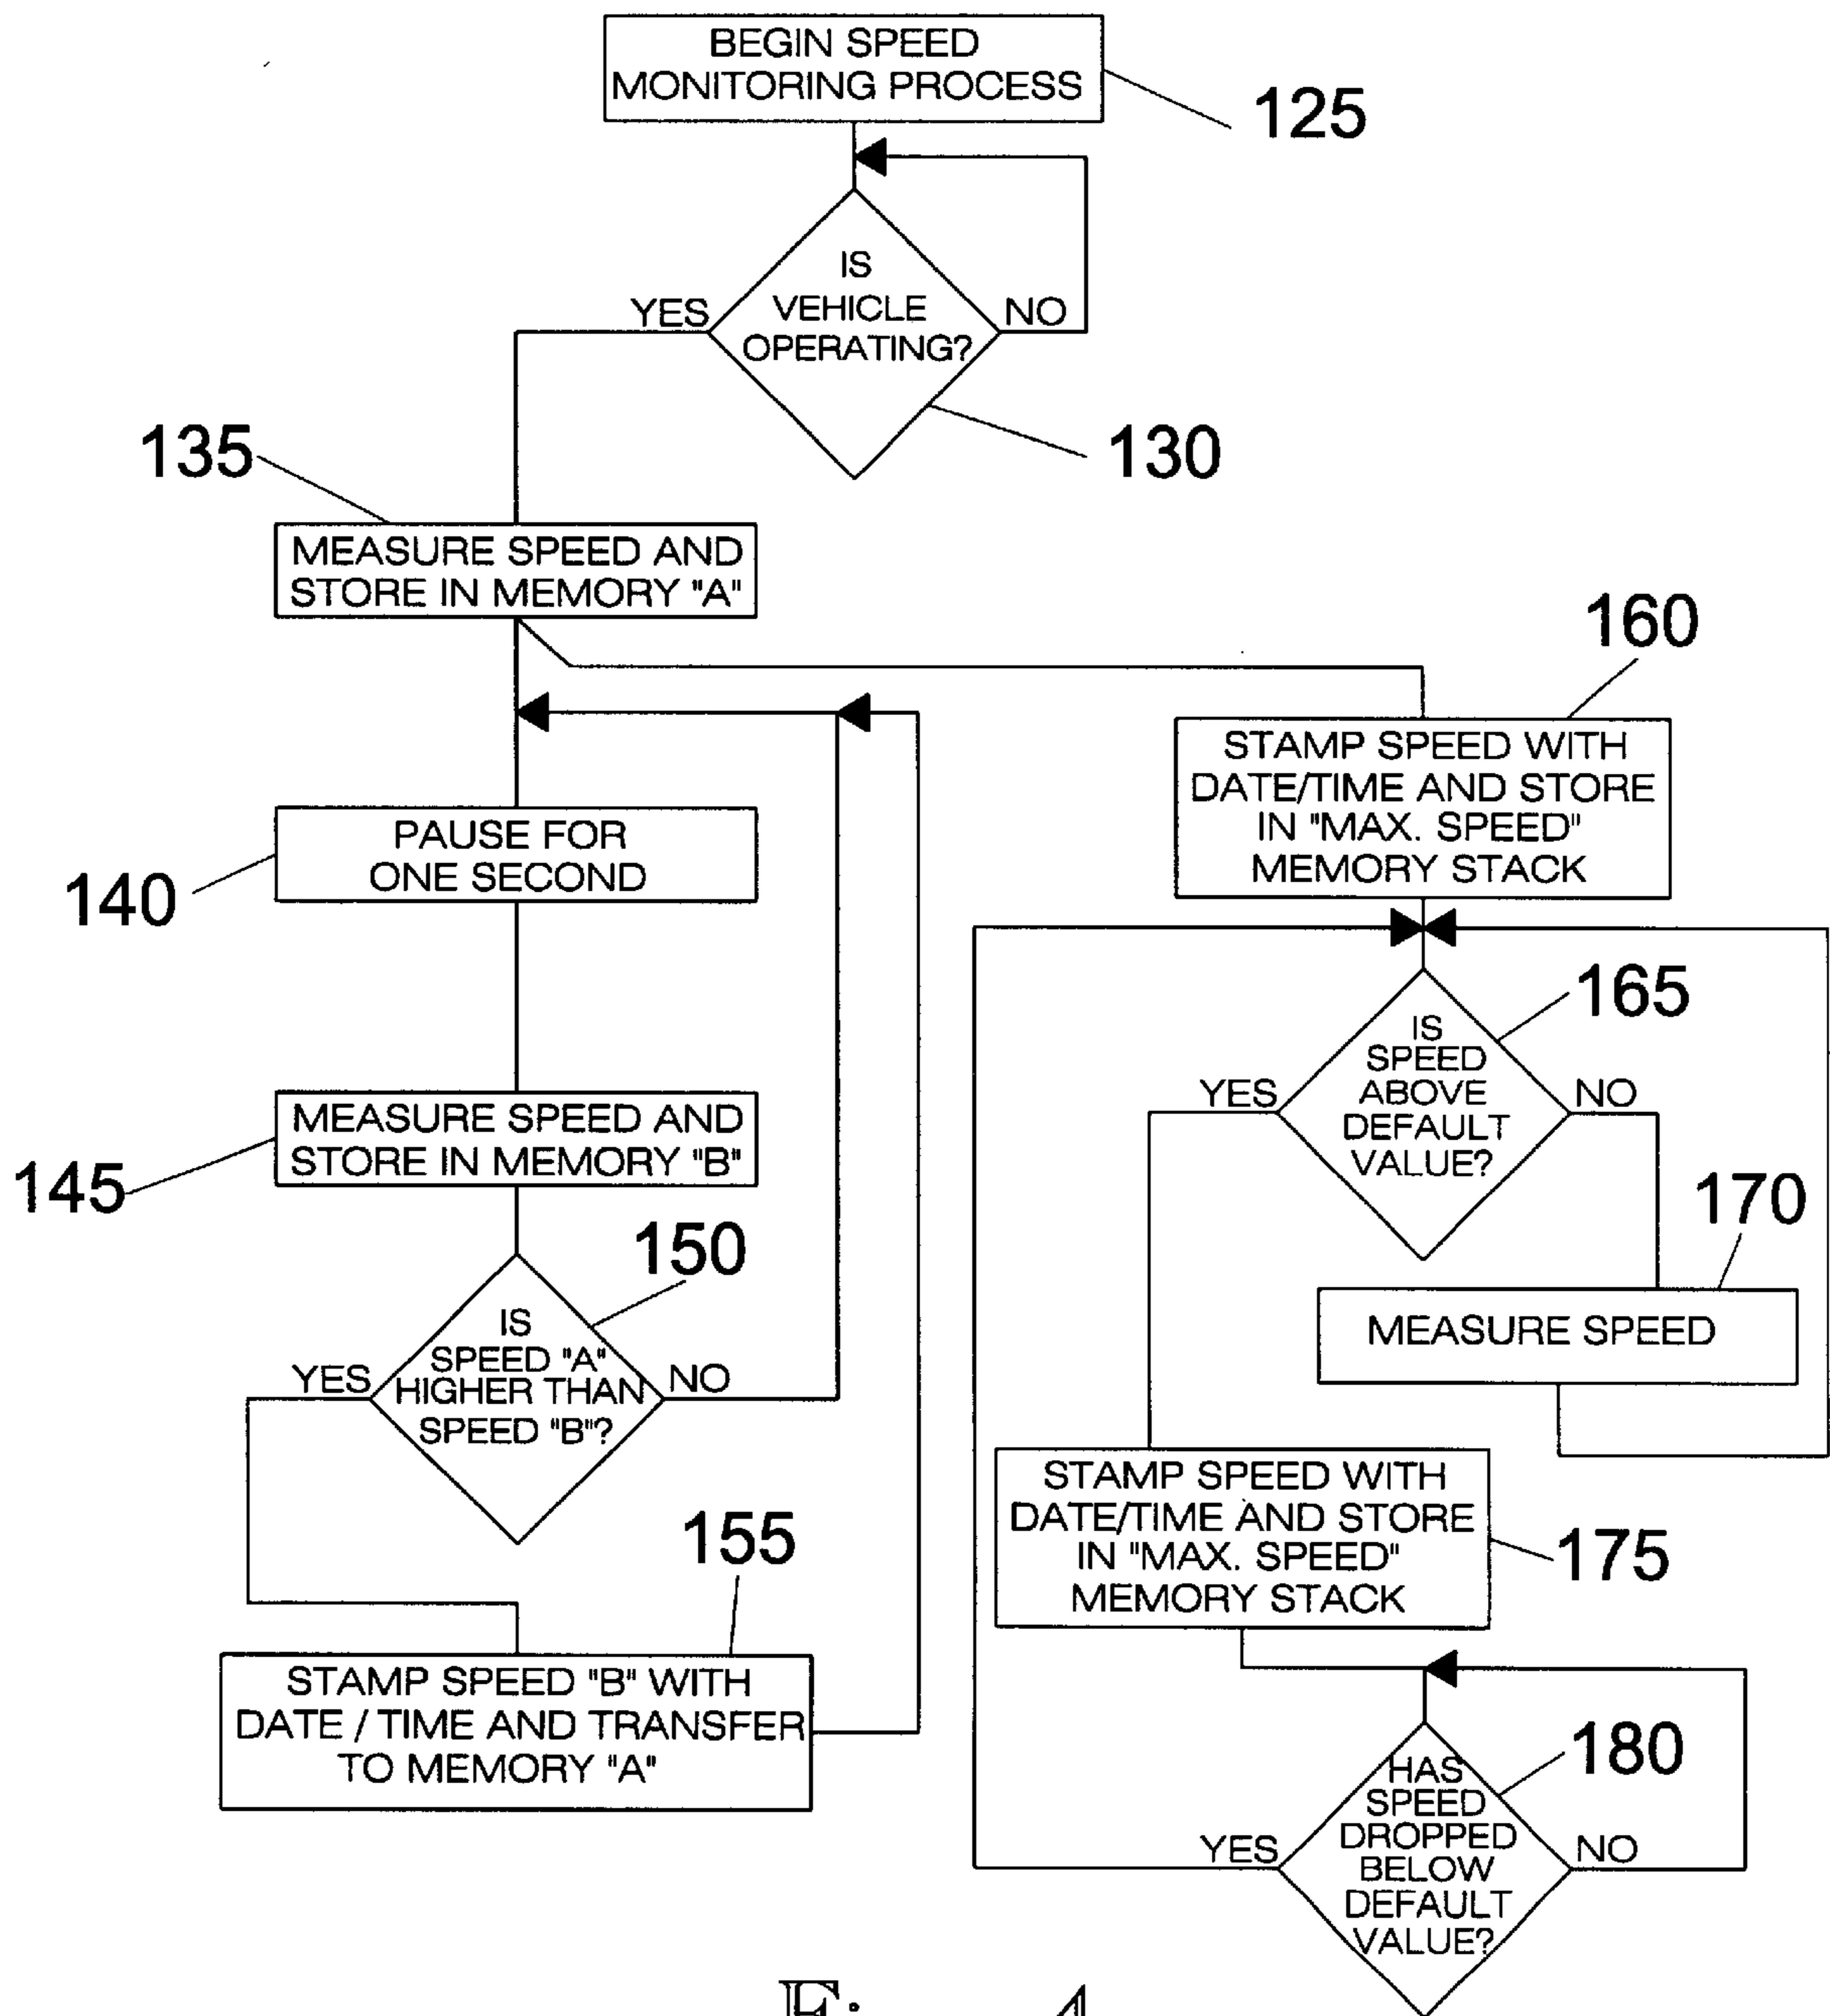 BEGIN SPEED
MONITORING PROCESS
125
IS
VEHICLE
OPERATING?
YES
NO
130
135
MEASURE SPEED AND
STORE IN MEMORY "A"
140
PAUSE FOR
ONE SECOND
145
MEASURE SPEED AND
STORE IN MEMORY "B"
150
IS
SPEED "A"
HIGHER THAN
SPEED "B"?
YES
NO
155
STAMP SPEED "B" WITH
DATE / TIME AND TRANSFER
TO MEMORY "A"
160
STAMP SPEED WITH
DATE/TIME AND STORE
IN "MAX. SPEED"
MEMORY STACK
165
IS
SPEED
ABOVE
DEFAULT
VALUE?
YES
NO
170
MEASURE SPEED
STAMP SPEED WITH
DATE/TIME AND STORE
IN "MAX. SPEED"
MEMORY STACK
175
180
HAS
SPEED
DROPPED
BELOW
DEFAULT
VALUE?
YES
NO